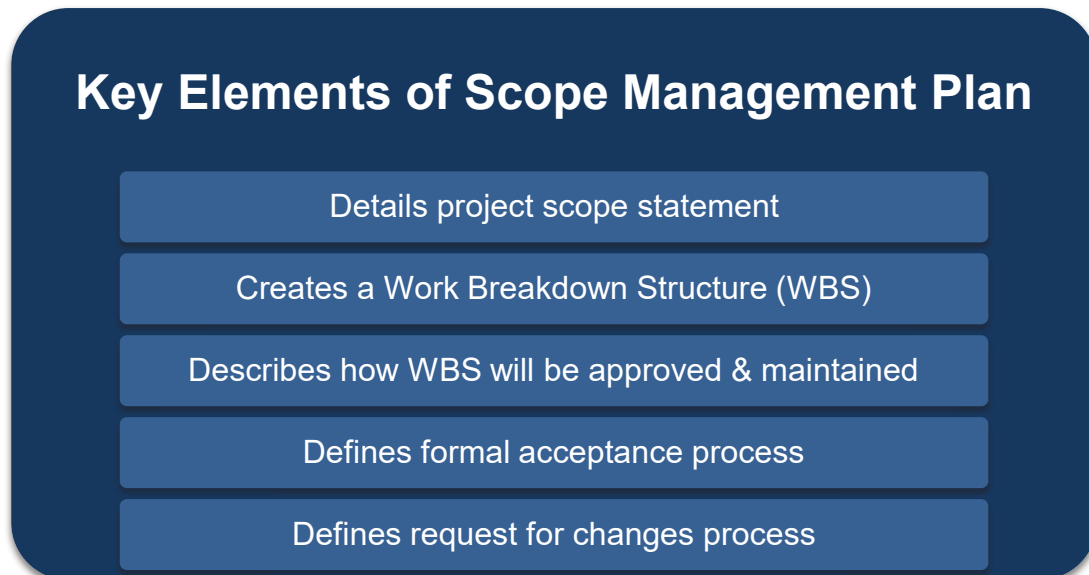 Key Elements of Scope Management Plan
Details project scope statement
Creates a Work Breakdown Structure (WBS)
Describes how WBS will be approved & maintained
Defines formal acceptance process
Defines request for changes process